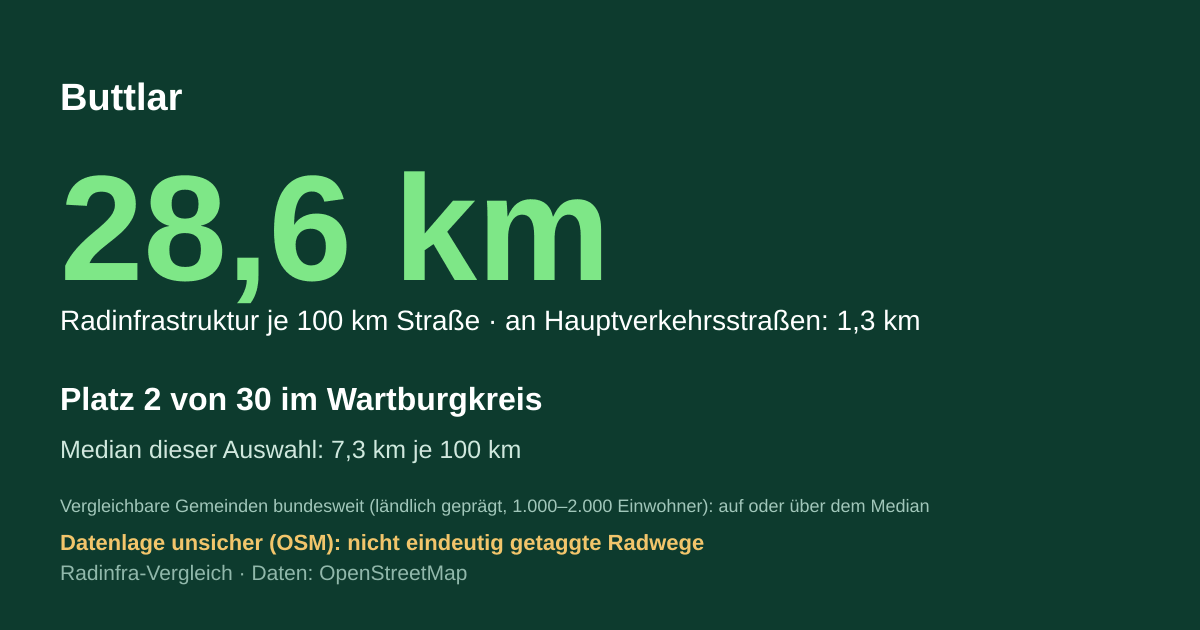 Buttlar
28,6 km
Radinfrastruktur je 100 km Straße · an Hauptverkehrsstraßen: 1,3 km
Platz 2 von 30 im Wartburgkreis
Median dieser Auswahl: 7,3 km je 100 km
Vergleichbare Gemeinden bundesweit (ländlich geprägt, 1.000–2.000 Einwohner): auf oder über dem Median
Datenlage unsicher (OSM): nicht eindeutig getaggte Radwege
Radinfra-Vergleich · Daten: OpenStreetMap